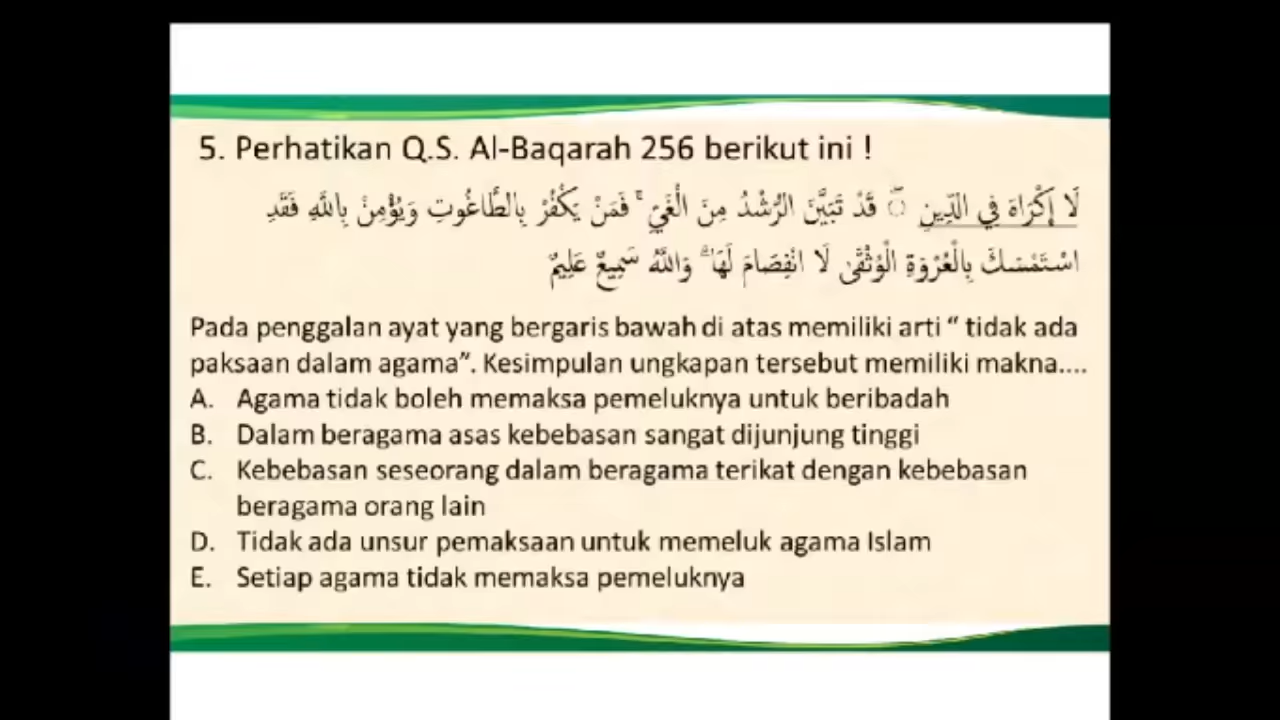 5. Perhatikan Q.S. Al-Baqarah 256 berikut ini !
لَا إِكْرَاهَ فِي الدِّينِ ۖ قَدْ تَبَيَّنَ الرُّشْدُ مِنَ الْغَيِّ ۚ فَمَنْ يَكْفُرْ بِالطَّاغُوتِ وَيُؤْمِنْ بِاللَّهِ فَقَدِ
اسْتَمْسَكَ بِالْعُرْوَةِ الْوُثْقَىٰ لَا انْفِصَامَ لَهَا ۗ وَاللَّهُ سَمِيعٌ عَلِيمٌ
Pada penggalan ayat yang bergaris bawah di atas memiliki arti “ tidak ada
paksaan dalam agama”. Kesimpulan ungkapan tersebut memiliki makna....
A. Agama tidak boleh memaksa pemeluknya untuk beribadah
B. Dalam beragama asas kebebasan sangat dijunjung tinggi
C. Kebebasan seseorang dalam beragama terikat dengan kebebasan
beragama orang lain
D. Tidak ada unsur pemaksaan untuk memeluk agama Islam
E. Setiap agama tidak memaksa pemeluknya